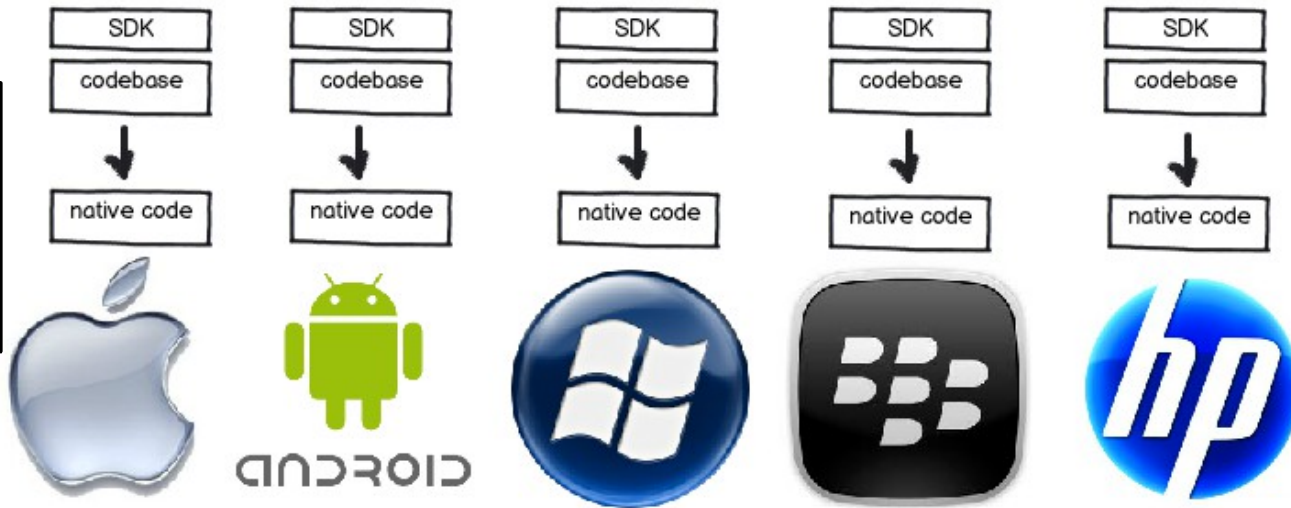 SDK SDK SDK SDK SDK
codebase codebase codebase codebase codebase
native code native code native code native code native code
ANDROID
hp